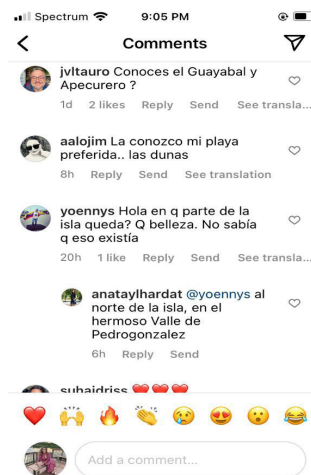 Spectrum 9:05 PM
Comments
jvltauro Conoces el Guayabal y
Apecurero ?
1d 2 likes Reply Send See transla...
aalojim La conozco mi playa
preferida.. las dunas
8h Reply Send See translation
yoennys Hola en q parte de la
isla queda? Q belleza. No sabía
q eso existía
20h 1 like Reply Send See transla...
anataylhardat @yoennys al
norte de la isla, en el
hermoso Valle de
Pedrogonzalez
6h Reply Send
suhaidriss ❤️❤️❤️
❤️🙌🔥👏😢😍😮😂
Add a comment...